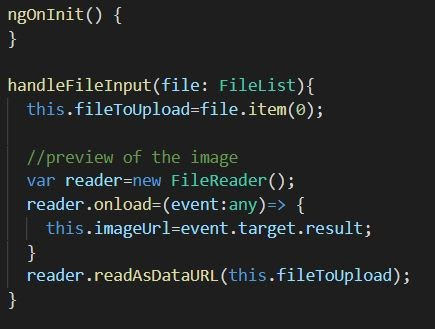 ngOnInit() {
}
handleFileInput(file: FileList){
this.fileToUpload=file.item(0);
//preview of the image
var reader=new FileReader();
reader.onload=(event:any)=> {
this.imageUrl=event.target.result;
}
reader.readAsDataURL(this.fileToUpload);
}